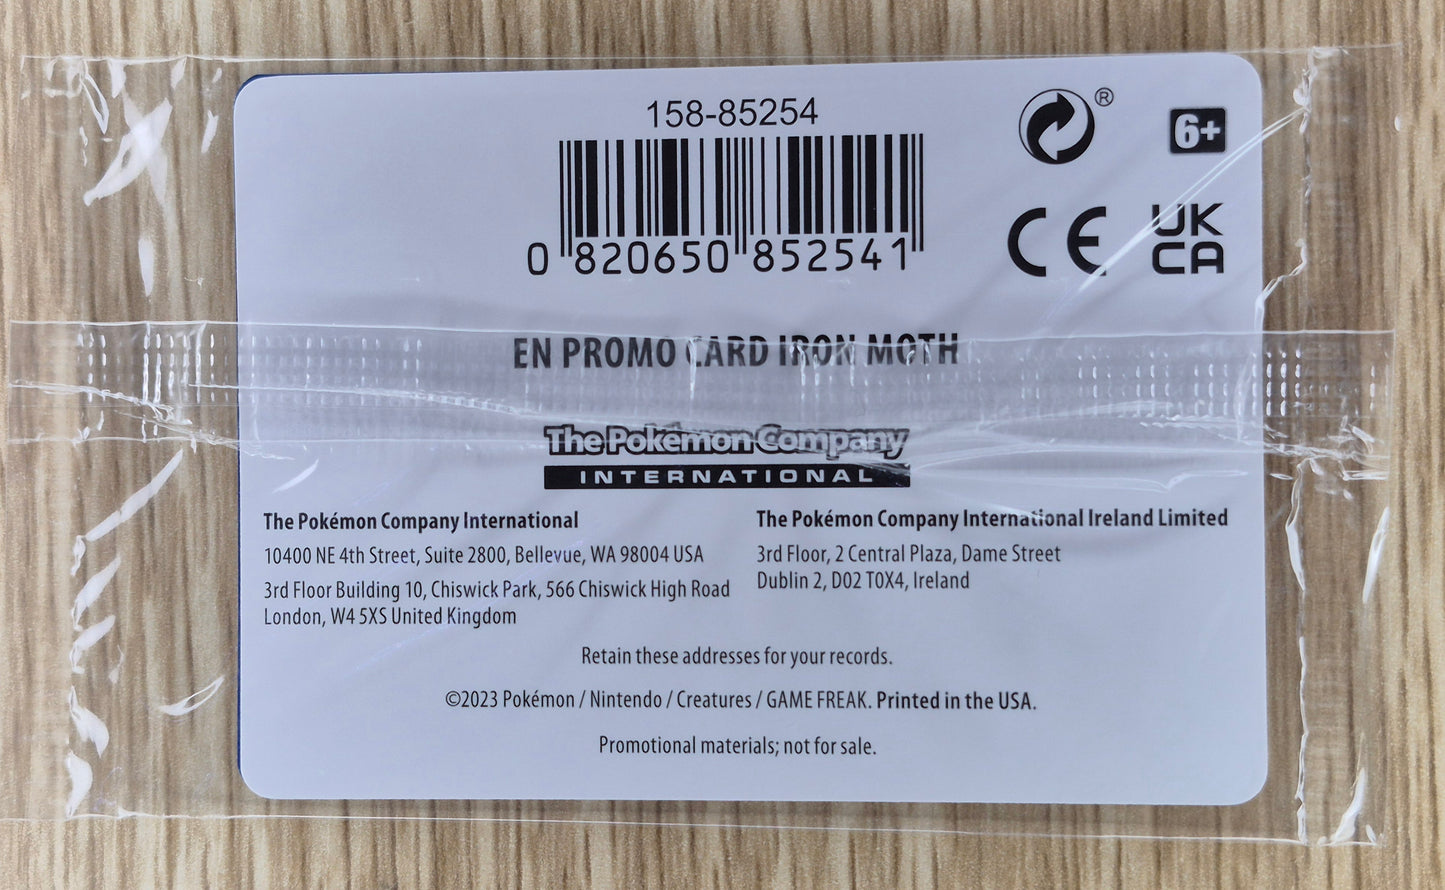 158-85254
®
6+
0 820650 852541
CE
UK
CA
EN PROMO CARD IRON MOTH
The Pokémon Company
INTERNATIONAL
The Pokémon Company International
10400 NE 4th Street, Suite 2800, Bellevue, WA 98004 USA
3rd Floor Building 10, Chiswick Park, 566 Chiswick High Road
London, W4 5XS United Kingdom
The Pokémon Company International Ireland Limited
3rd Floor, 2 Central Plaza, Dame Street
Dublin 2, D02 T0X4, Ireland
Retain these addresses for your records.
©2023 Pokémon / Nintendo / Creatures / GAME FREAK. Printed in the USA.
Promotional materials; not for sale.